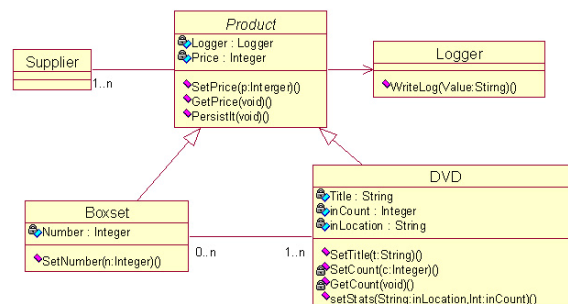 Product
Logger : Logger
Price : Integer
SetPrice(p:Interger)()
GetPrice(void)()
PersistIt(void)()
Supplier
1..n
Logger
WriteLog(Value:Stirng)()
Boxset
Number : Integer
SetNumber(n:Integer)()
0..n
1..n
DVD
Title : String
inCount : Integer
inLocation : String
SetTitle(t:String)()
SetCount(c:Integer)()
GetCount(void)()
setStats(String:inLocation,Int:inCount)()